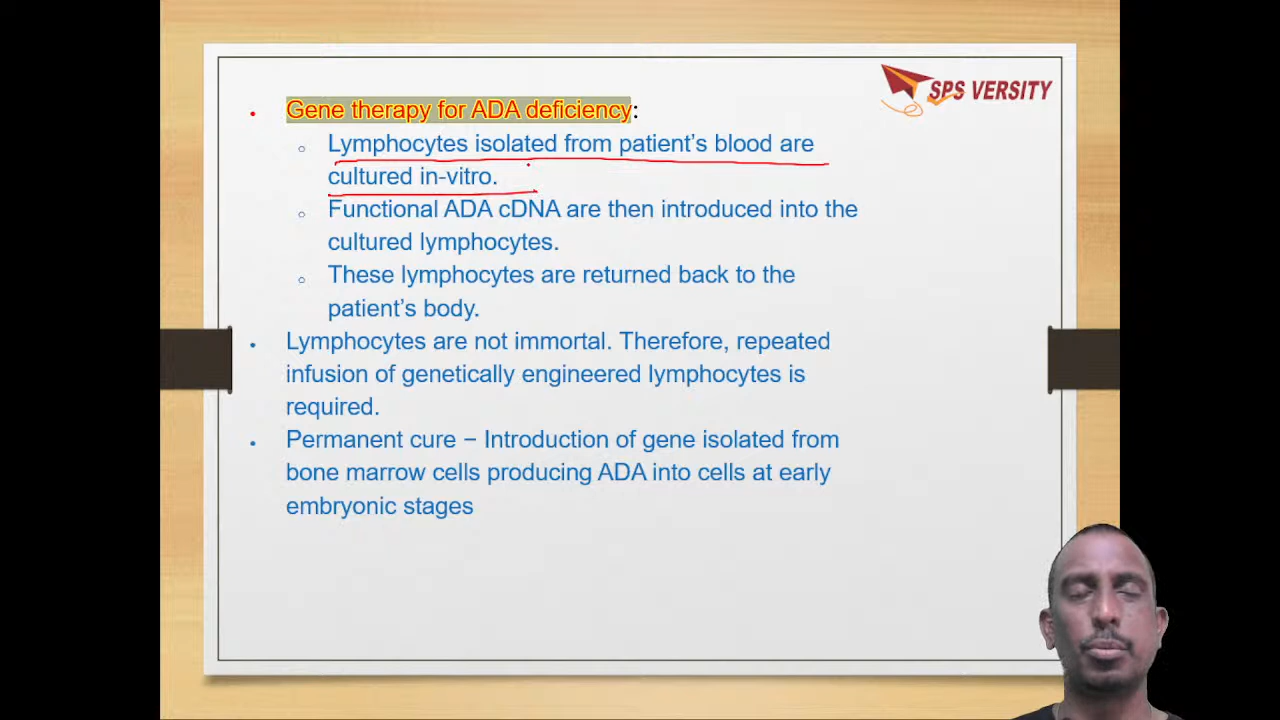 SPS VERSITY
• Gene therapy for ADA deficiency:
o Lymphocytes isolated from patient’s blood are
cultured in-vitro.
o Functional ADA cDNA are then introduced into the
cultured lymphocytes.
o These lymphocytes are returned back to the
patient’s body.
• Lymphocytes are not immortal. Therefore, repeated
infusion of genetically engineered lymphocytes is
required.
• Permanent cure − Introduction of gene isolated from
bone marrow cells producing ADA into cells at early
embryonic stages